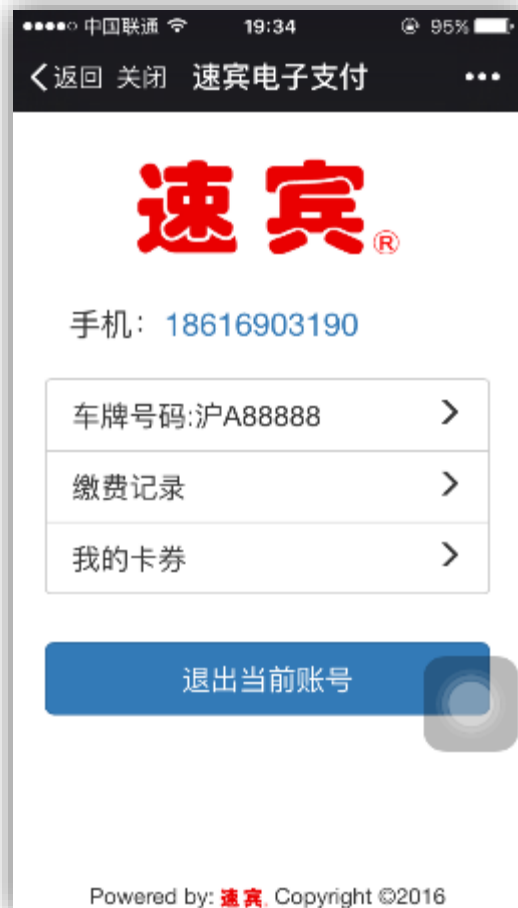 中国联通 19:34 95%
返回 关闭 速宾电子支付
速宾®
手机：18616903190
车牌号码:沪A88888
缴费记录
我的卡券
退出当前账号
Powered by: 速宾. Copyright ©2016